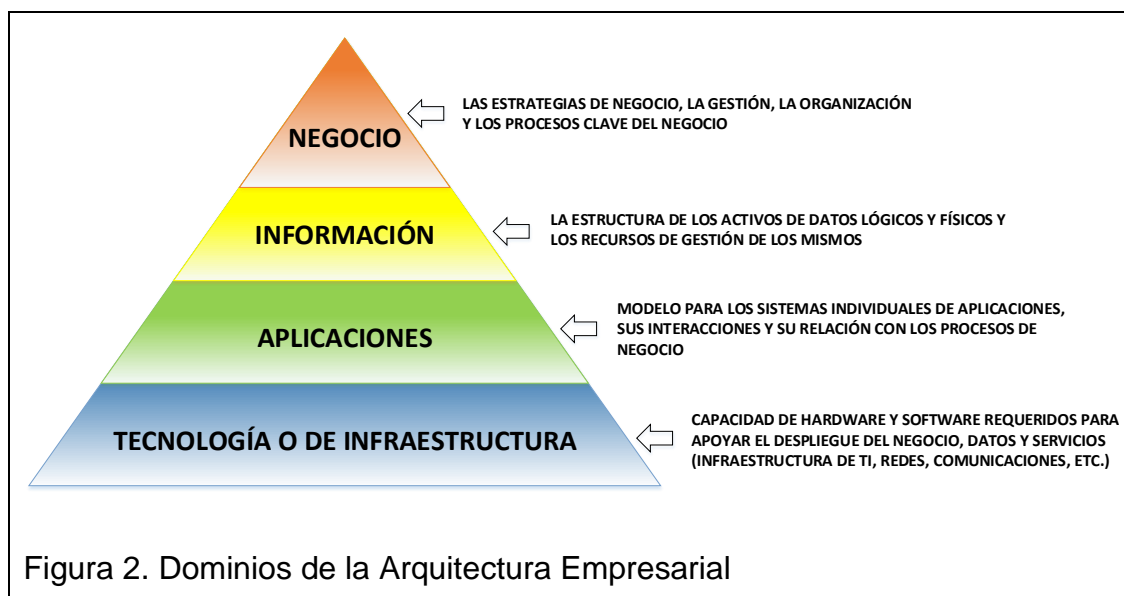 NEGOCIO
LAS ESTRATEGIAS DE NEGOCIO, LA GESTIÓN, LA ORGANIZACIÓN
Y LOS PROCESOS CLAVE DEL NEGOCIO
INFORMACIÓN
LA ESTRUCTURA DE LOS ACTIVOS DE DATOS LÓGICOS Y FÍSICOS Y
LOS RECURSOS DE GESTIÓN DE LOS MISMOS
APLICACIONES
MODELO PARA LOS SISTEMAS INDIVIDUALES DE APLICACIONES,
SUS INTERACCIONES Y SU RELACIÓN CON LOS PROCESOS DE
NEGOCIO
TECNOLOGÍA O DE INFRAESTRUCTURA
CAPACIDAD DE HARDWARE Y SOFTWARE REQUERIDOS PARA
APOYAR EL DESPLIEGUE DEL NEGOCIO, DATOS Y SERVICIOS
(INFRAESTRUCTURA DE TI, REDES, COMUNICACIONES, ETC.)
Figura 2. Dominios de la Arquitectura Empresarial